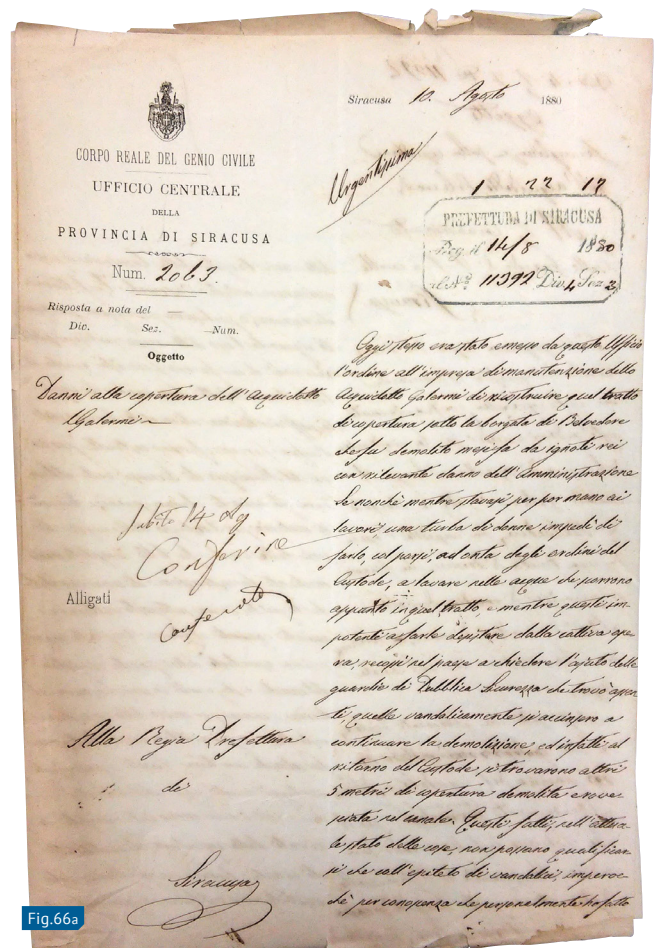 Siracusa 10 Agosto 1880
CORPO REALE DEL GENIO CIVILE
UFFICIO CENTRALE
DELLA
PROVINCIA DI SIRACUSA
Num. 2063.
Risposta a nota del
Div. Sez. Num.
Oggetto
Danni alla copertura dell'Acquidotto
Galermi
Urgentissima
1 22 17
PREFETTURA DI SIRACUSA
Preg. il 14/8 1880
al N.º 11392 Div. 4 Sez. 2
Subito 14 ag
Conferire
Conferito
Alligati
Alla Regia Prefettura
di
Siracusa
Oggi stesso era stato emesso da questo Ufficio
l'ordine all'impresa di manutenzione dello
Acquidotto Galermi di ricostruire quel tratto
di copertura sotto la borgata di Belvedere
che fu demolito mesi fa da ignoti rei
con rilevante danno dell'Amministrazione
Se nonchè mentre stavasi per por mano ai
lavori, una turba di donne impedì di
farlo, col porsi, ad onta degli ordini del
Custode, a lavare nelle acque che scorrono
appunto in quel tratto, e mentre questi im-
potenti a farle desistere dalla cattiva ope
ra, recossi nel paese a chiedere l'ajuto delle
guardie di Pubblica Sicurezza che trovò assen
ti quelle vandalicamente si accinsero a
continuare la demolizione, ed infatti al
ritorno del Custode si trovarono altri
5 metri di copertura demolita e rove-
sciata nel canale. Questi fatti, nell'attua
le stato delle cose, non possono qualificar
si che coll'epiteto di vandalici, imperoc
chè per conoscenza che personalmente ho fatto
Fig.66a